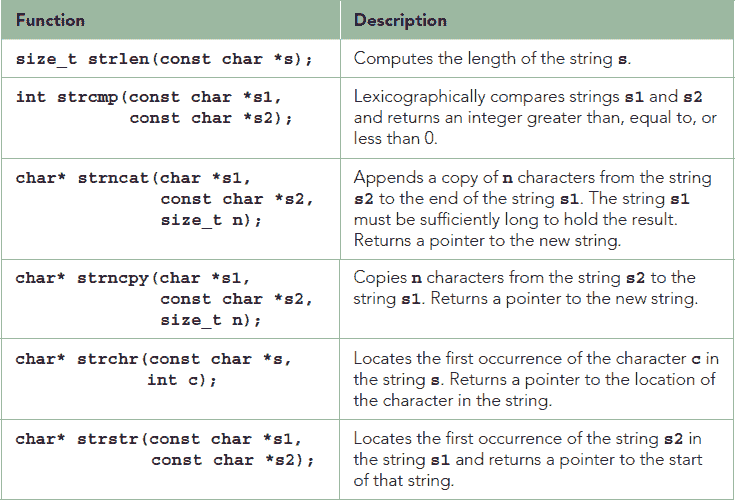 Function Description
size_t strlen(const char *s); Computes the length of the string s.
int strcmp(const char *s1,
const char *s2);
Lexicographically compares strings s1 and s2
and returns an integer greater than, equal to, or
less than 0.
char* strncat(char *s1,
const char *s2,
size_t n);
Appends a copy of n characters from the string
s2 to the end of the string s1. The string s1
must be sufficiently long to hold the result.
Returns a pointer to the new string.
char* strncpy(char *s1,
const char *s2,
size_t n);
Copies n characters from the string s2 to the
string s1. Returns a pointer to the new string.
char* strchr(const char *s,
int c);
Locates the first occurrence of the character c in
the string s. Returns a pointer to the location of
the character in the string.
char* strstr(const char *s1,
const char *s2);
Locates the first occurrence of the string s2 in
the string s1 and returns a pointer to the start
of that string.